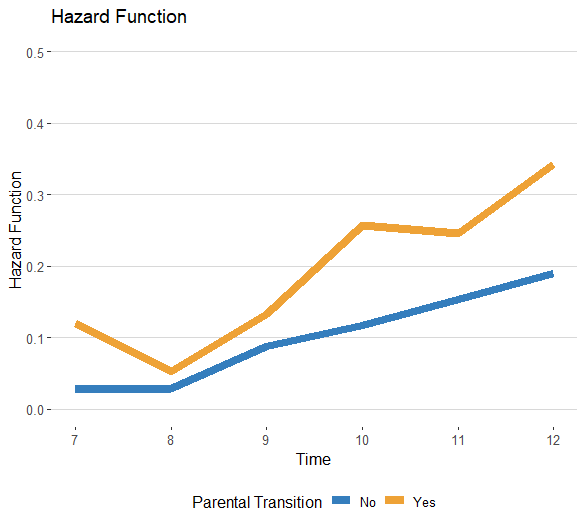 Hazard Function
0.5
0.4
0.3
0.2
0.1
0.0
Hazard Function
7 8 9 10 11 12
Time
Parental Transition No Yes